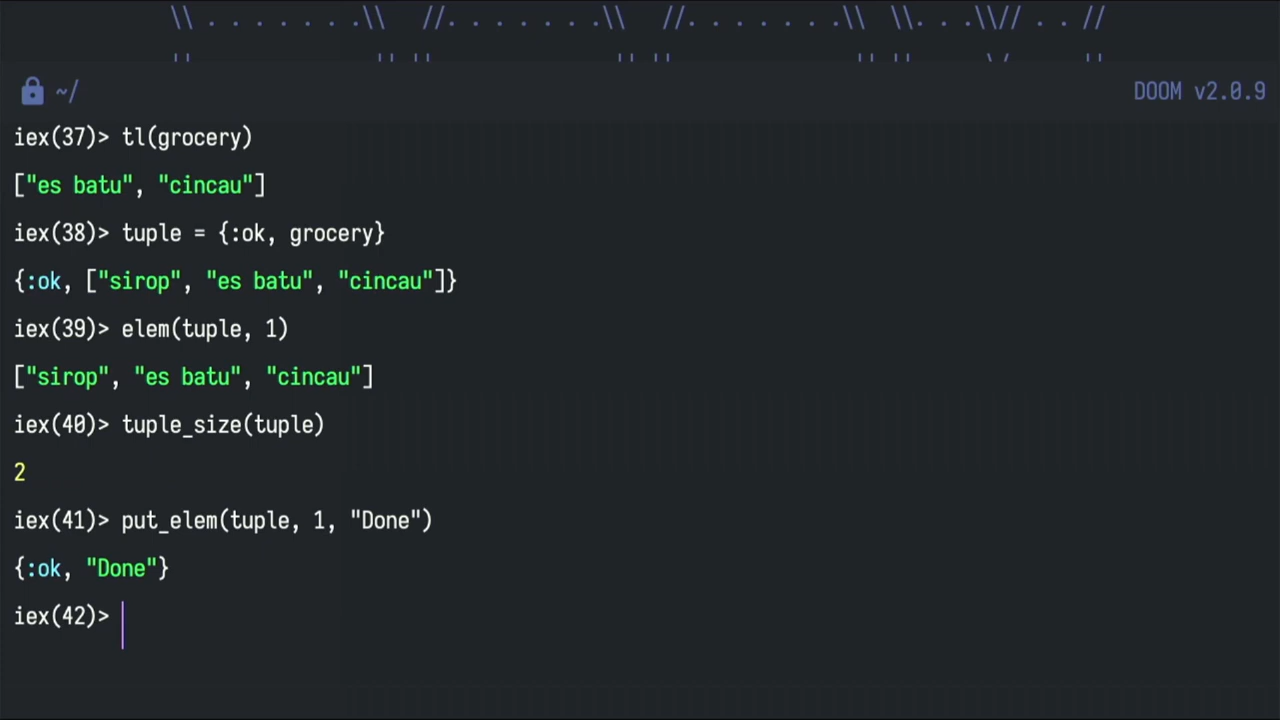 ~/
DOOM v2.0.9
iex(37)> tl(grocery)
["es batu", "cincau"]
iex(38)> tuple = {:ok, grocery}
{:ok, ["sirop", "es batu", "cincau"]}
iex(39)> elem(tuple, 1)
["sirop", "es batu", "cincau"]
iex(40)> tuple_size(tuple)
2
iex(41)> put_elem(tuple, 1, "Done")
{:ok, "Done"}
iex(42)>